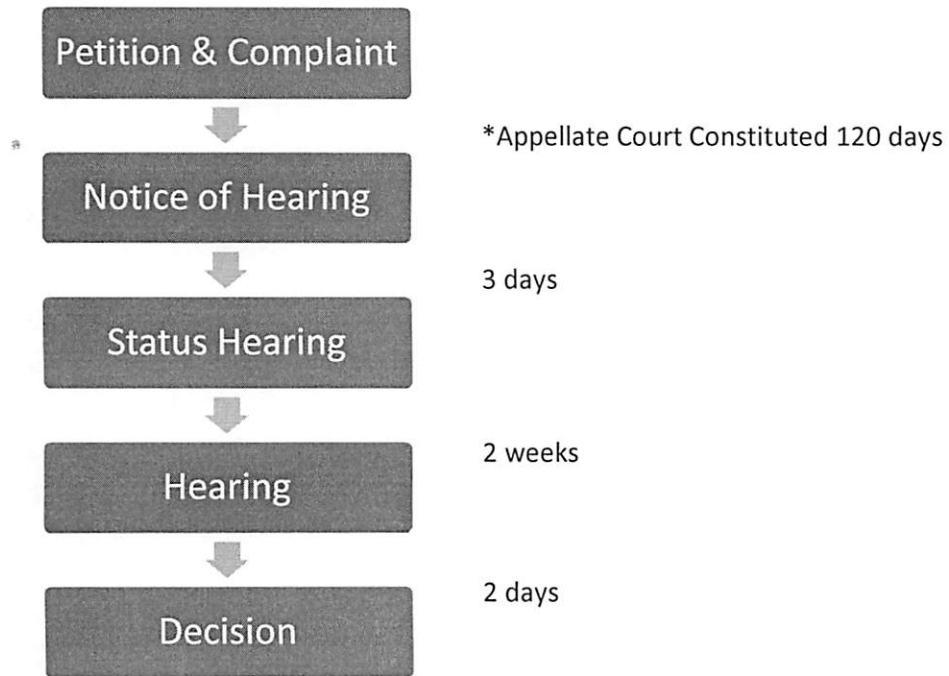 Petition & Complaint
*Appellate Court Constituted 120 days
Notice of Hearing
3 days
Status Hearing
2 weeks
Hearing
2 days
Decision